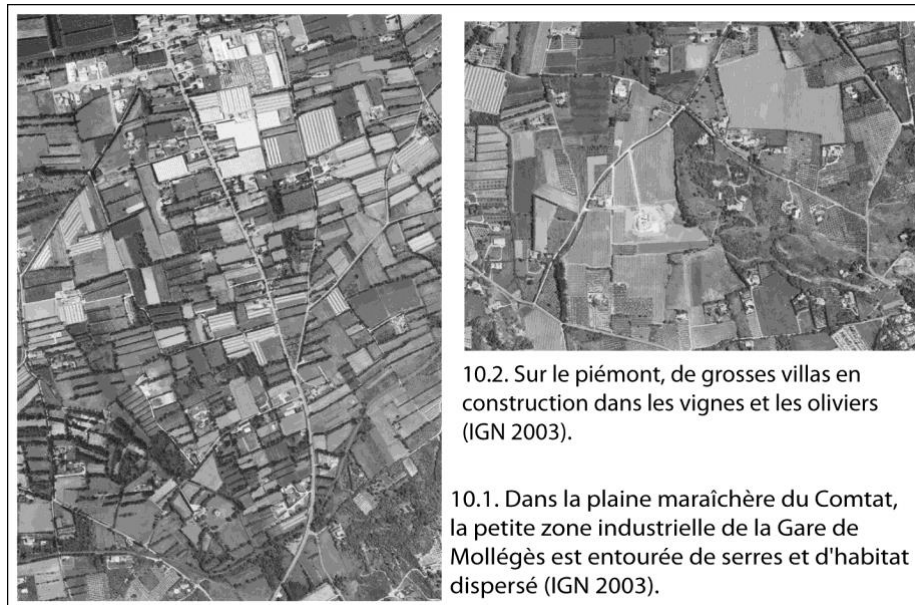 10.2. Sur le piémont, de grosses villas en
construction dans les vignes et les oliviers
(IGN 2003).
10.1. Dans la plaine maraîchère du Comtat,
la petite zone industrielle de la Gare de
Mollégès est entourée de serres et d'habitat
dispersé (IGN 2003).